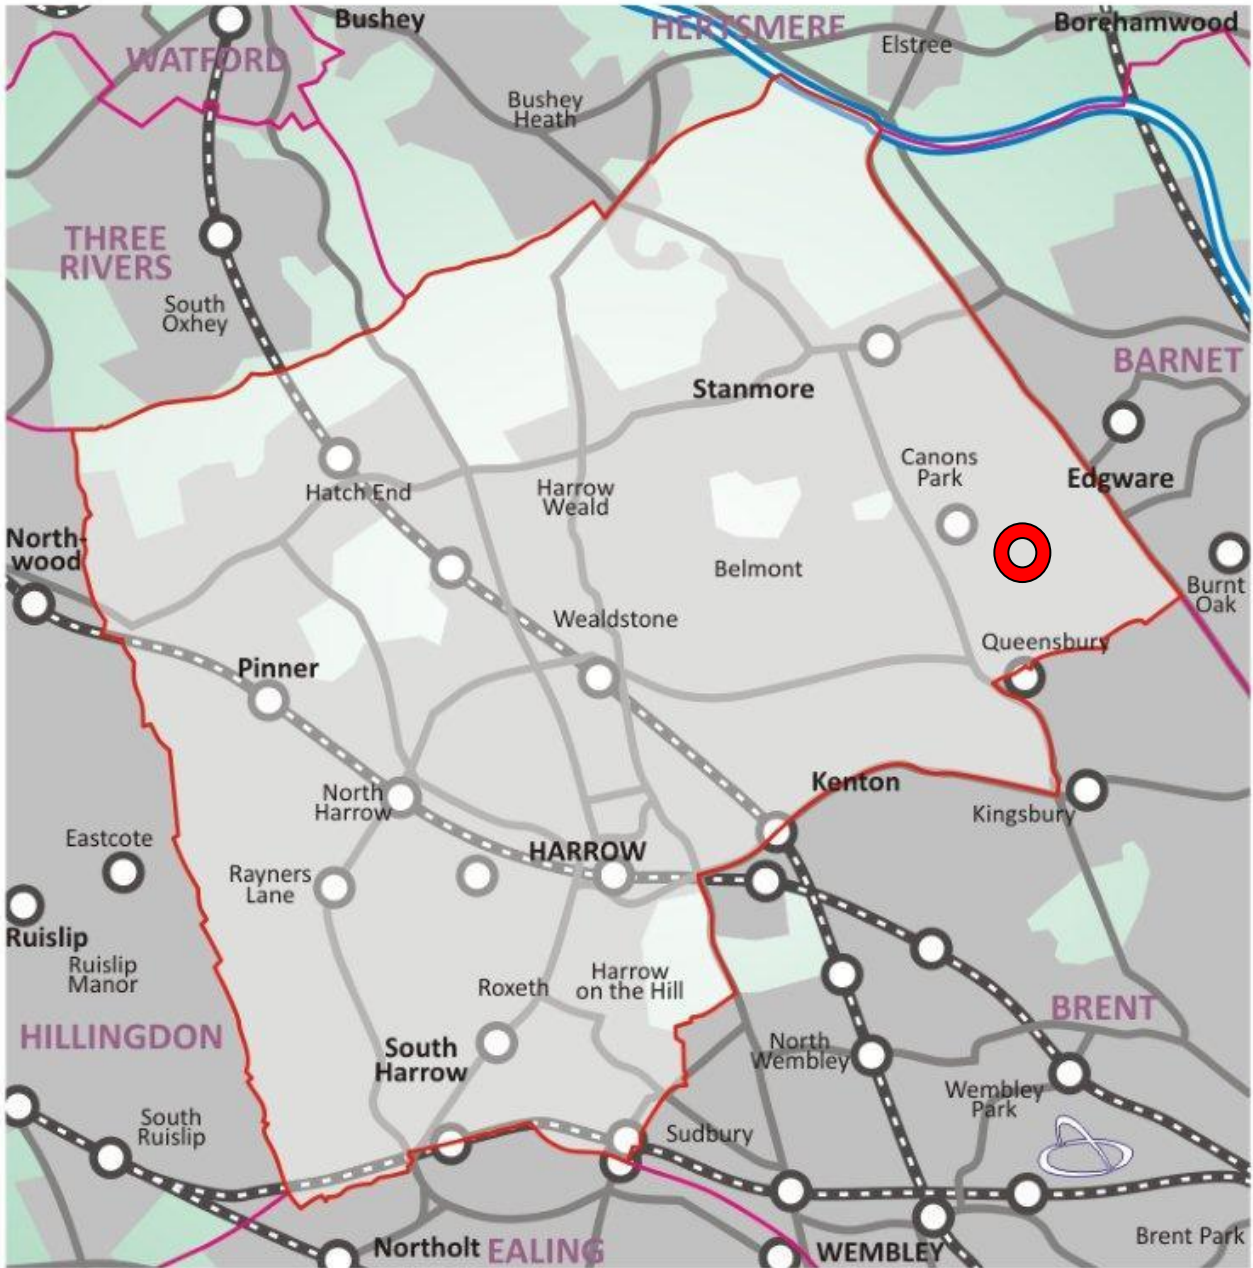 Bushey
HERTSMERE
Borehamwood
WATFORD
Elstree
Bushey
Heath
THREE
RIVERS
South
Oxhey
BARNET
Stanmore
Canons
Park
Edgware
Hatch End
Harrow
Weald
North-
wood
Belmont
Burnt
Oak
Wealdstone
Queensbury
Pinner
Kenton
North
Harrow
Kingsbury
Eastcote
HARROW
Rayners
Lane
Ruislip
Ruislip
Manor
Roxeth
Harrow
on the Hill
HILLINGDON
BRENT
South
Harrow
North
Wembley
Wembley
Park
South
Ruislip
Sudbury
Brent Park
Northolt
EALING
WEMBLEY